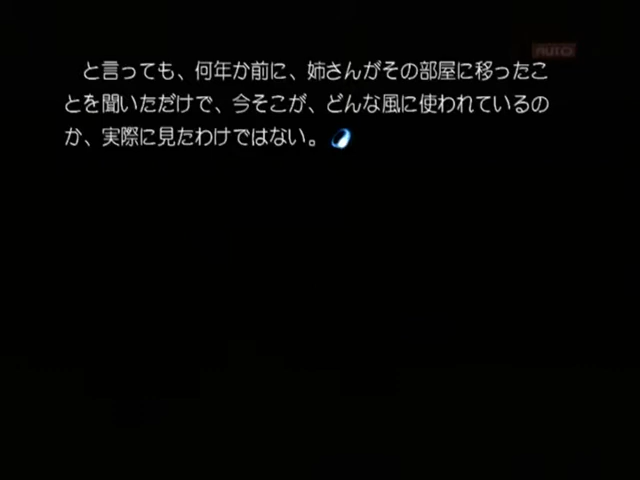 AUTO
と言っても、何年か前に、姉さんがその部屋に移ったこ
とを聞いただけで、今そこが、どんな風に使われているの
か、実際に見たわけではない。